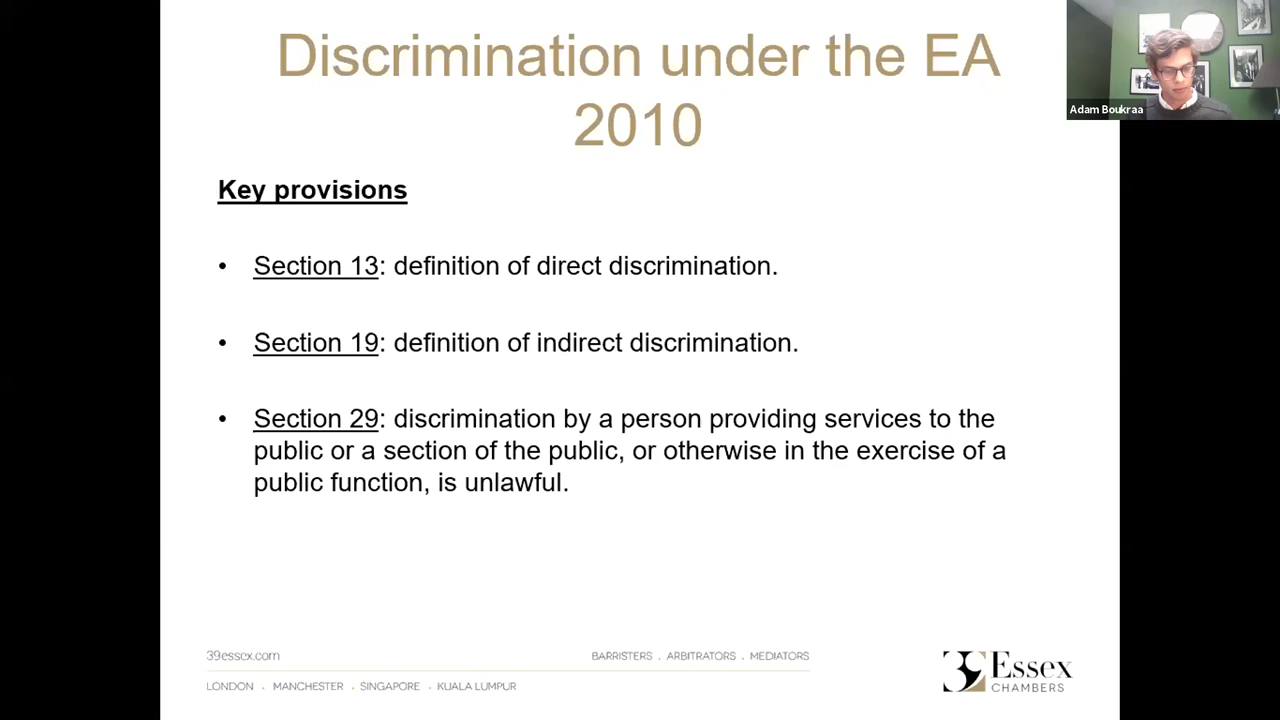 Discrimination under the EA
2010
Adam Boukraa
Key provisions
• Section 13: definition of direct discrimination.
• Section 19: definition of indirect discrimination.
• Section 29: discrimination by a person providing services to the
public or a section of the public, or otherwise in the exercise of a
public function, is unlawful.
39essex.com
BARRISTERS . ARBITRATORS . MEDIATORS
LONDON . MANCHESTER . SINGAPORE . KUALA LUMPUR
39 Essex
CHAMBERS